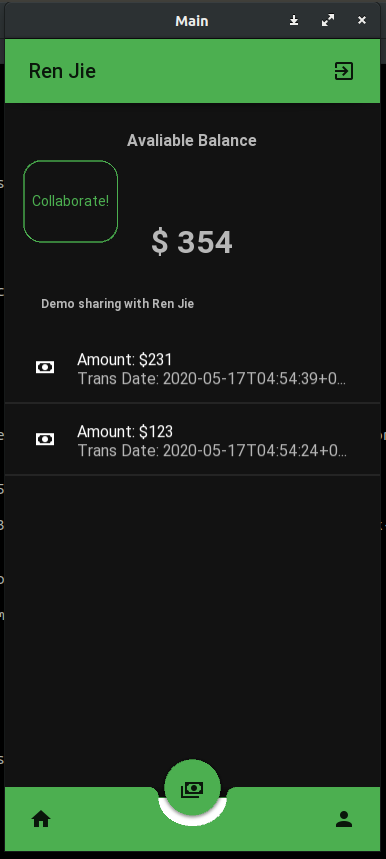 Main
Ren Jie
Avaliable Balance
Collaborate!
$ 354
Demo sharing with Ren Jie
Amount: $231
Trans Date: 2020-05-17T04:54:39+0...
Amount: $123
Trans Date: 2020-05-17T04:54:24+0...